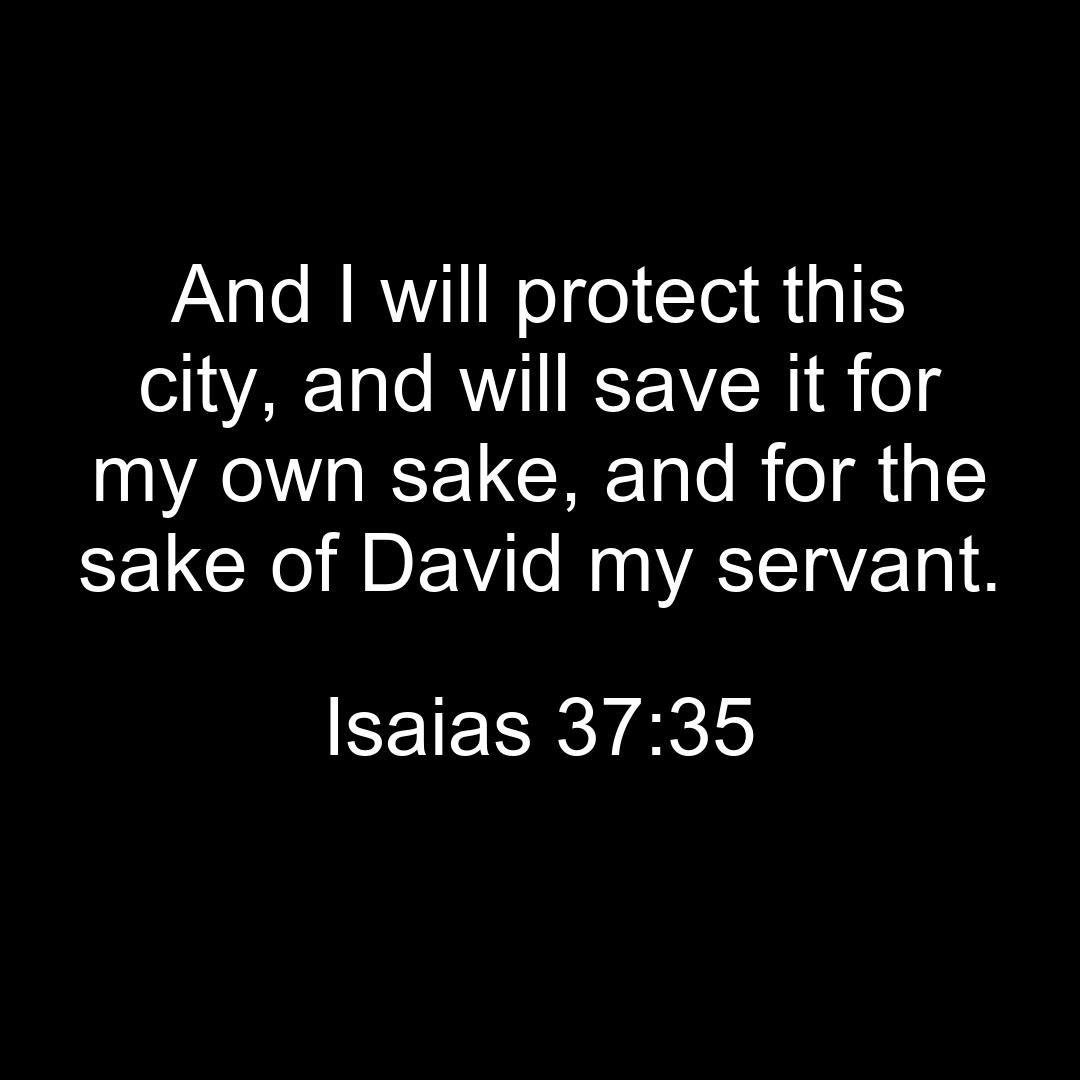 And I will protect this
city, and will save it for
my own sake, and for the
sake of David my servant.
Isaias 37:35